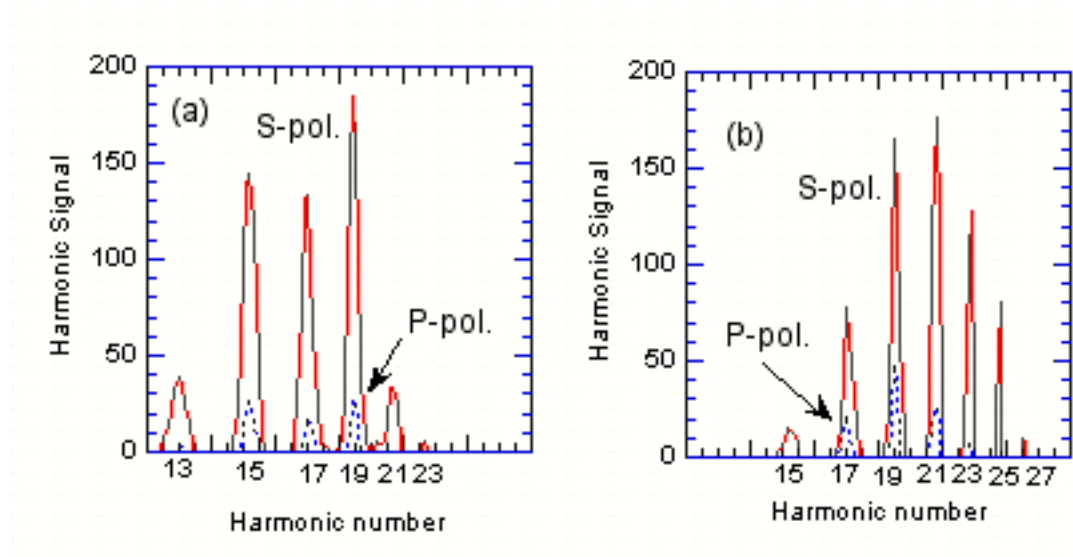 (a)
S-pol.
P-pol.
200
150
100
50
0
Harmonic Signal
13 15 17 19 21 23
Harmonic number
(b)
S-pol.
P-pol.
200
150
100
50
0
Harmonic Signal
15 17 19 21 23 25 27
Harmonic number